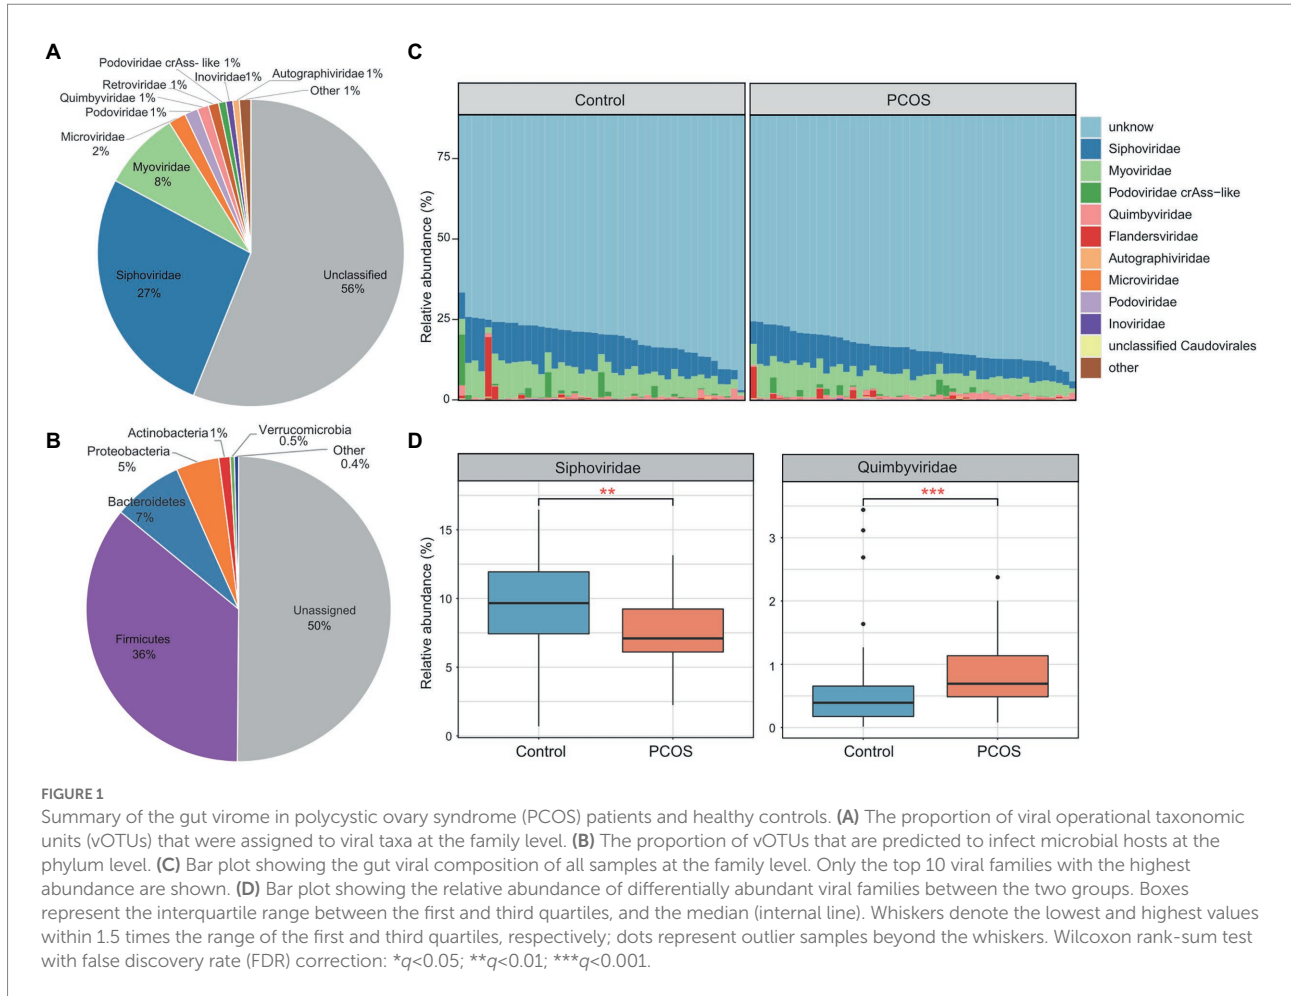 A
Podoviridae crAss- like 1%
Inoviridae1%
Autographiviridae 1%
Retroviridae 1%
Other 1%
Quimbyviridae 1%
Podoviridae1%
Microviridae
2%
Myoviridae
8%
Siphoviridae
27%
Unclassified
56%
B
Actinobacteria 1%
Verrucomicrobia
0.5%
Proteobacteria
5%
Other
0.4%
Bacteroidetes
7%
Firmicutes
36%
Unassigned
50%
C
Control
PCOS
Relative abundance (%)
75
50
25
0
unknow
Siphoviridae
Myoviridae
Podoviridae crAss−like
Quimbyviridae
Flandersviridae
Autographiviridae
Microviridae
Podoviridae
Inoviridae
unclassified Caudovirales
other
D
Siphoviridae
**
Relative abundance (%)
15
10
5
0
Control
PCOS
Quimbyviridae
***
3
2
1
0
Control
PCOS
FIGURE 1
Summary of the gut virome in polycystic ovary syndrome (PCOS) patients and healthy controls. (A) The proportion of viral operational taxonomic
units (vOTUs) that were assigned to viral taxa at the family level. (B) The proportion of vOTUs that are predicted to infect microbial hosts at the
phylum level. (C) Bar plot showing the gut viral composition of all samples at the family level. Only the top 10 viral families with the highest
abundance are shown. (D) Bar plot showing the relative abundance of differentially abundant viral families between the two groups. Boxes
represent the interquartile range between the first and third quartiles, and the median (internal line). Whiskers denote the lowest and highest values
within 1.5 times the range of the first and third quartiles, respectively; dots represent outlier samples beyond the whiskers. Wilcoxon rank-sum test
with false discovery rate (FDR) correction: *q<0.05; **q<0.01; ***q<0.001.